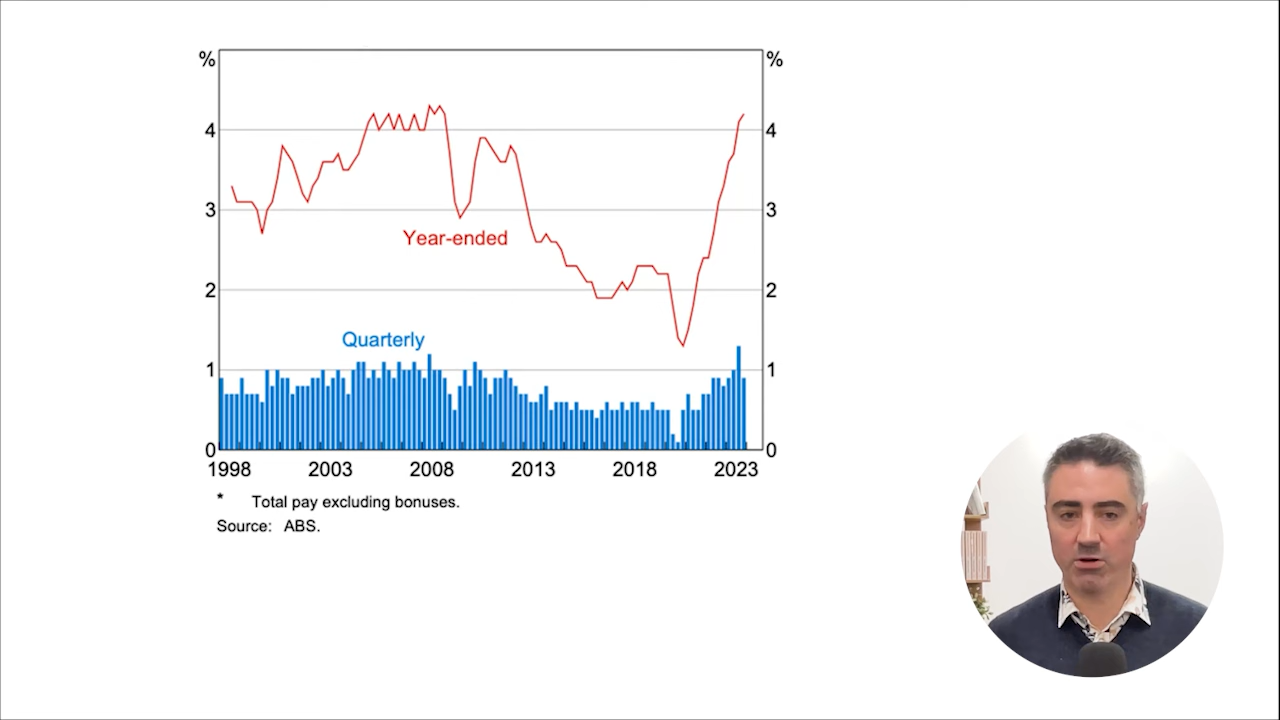 % %
4 4
3 3
Year-ended
2 2
Quarterly
1 1
0 0
1998 2003 2008 2013 2018 2023
* Total pay excluding bonuses.
Source: ABS.